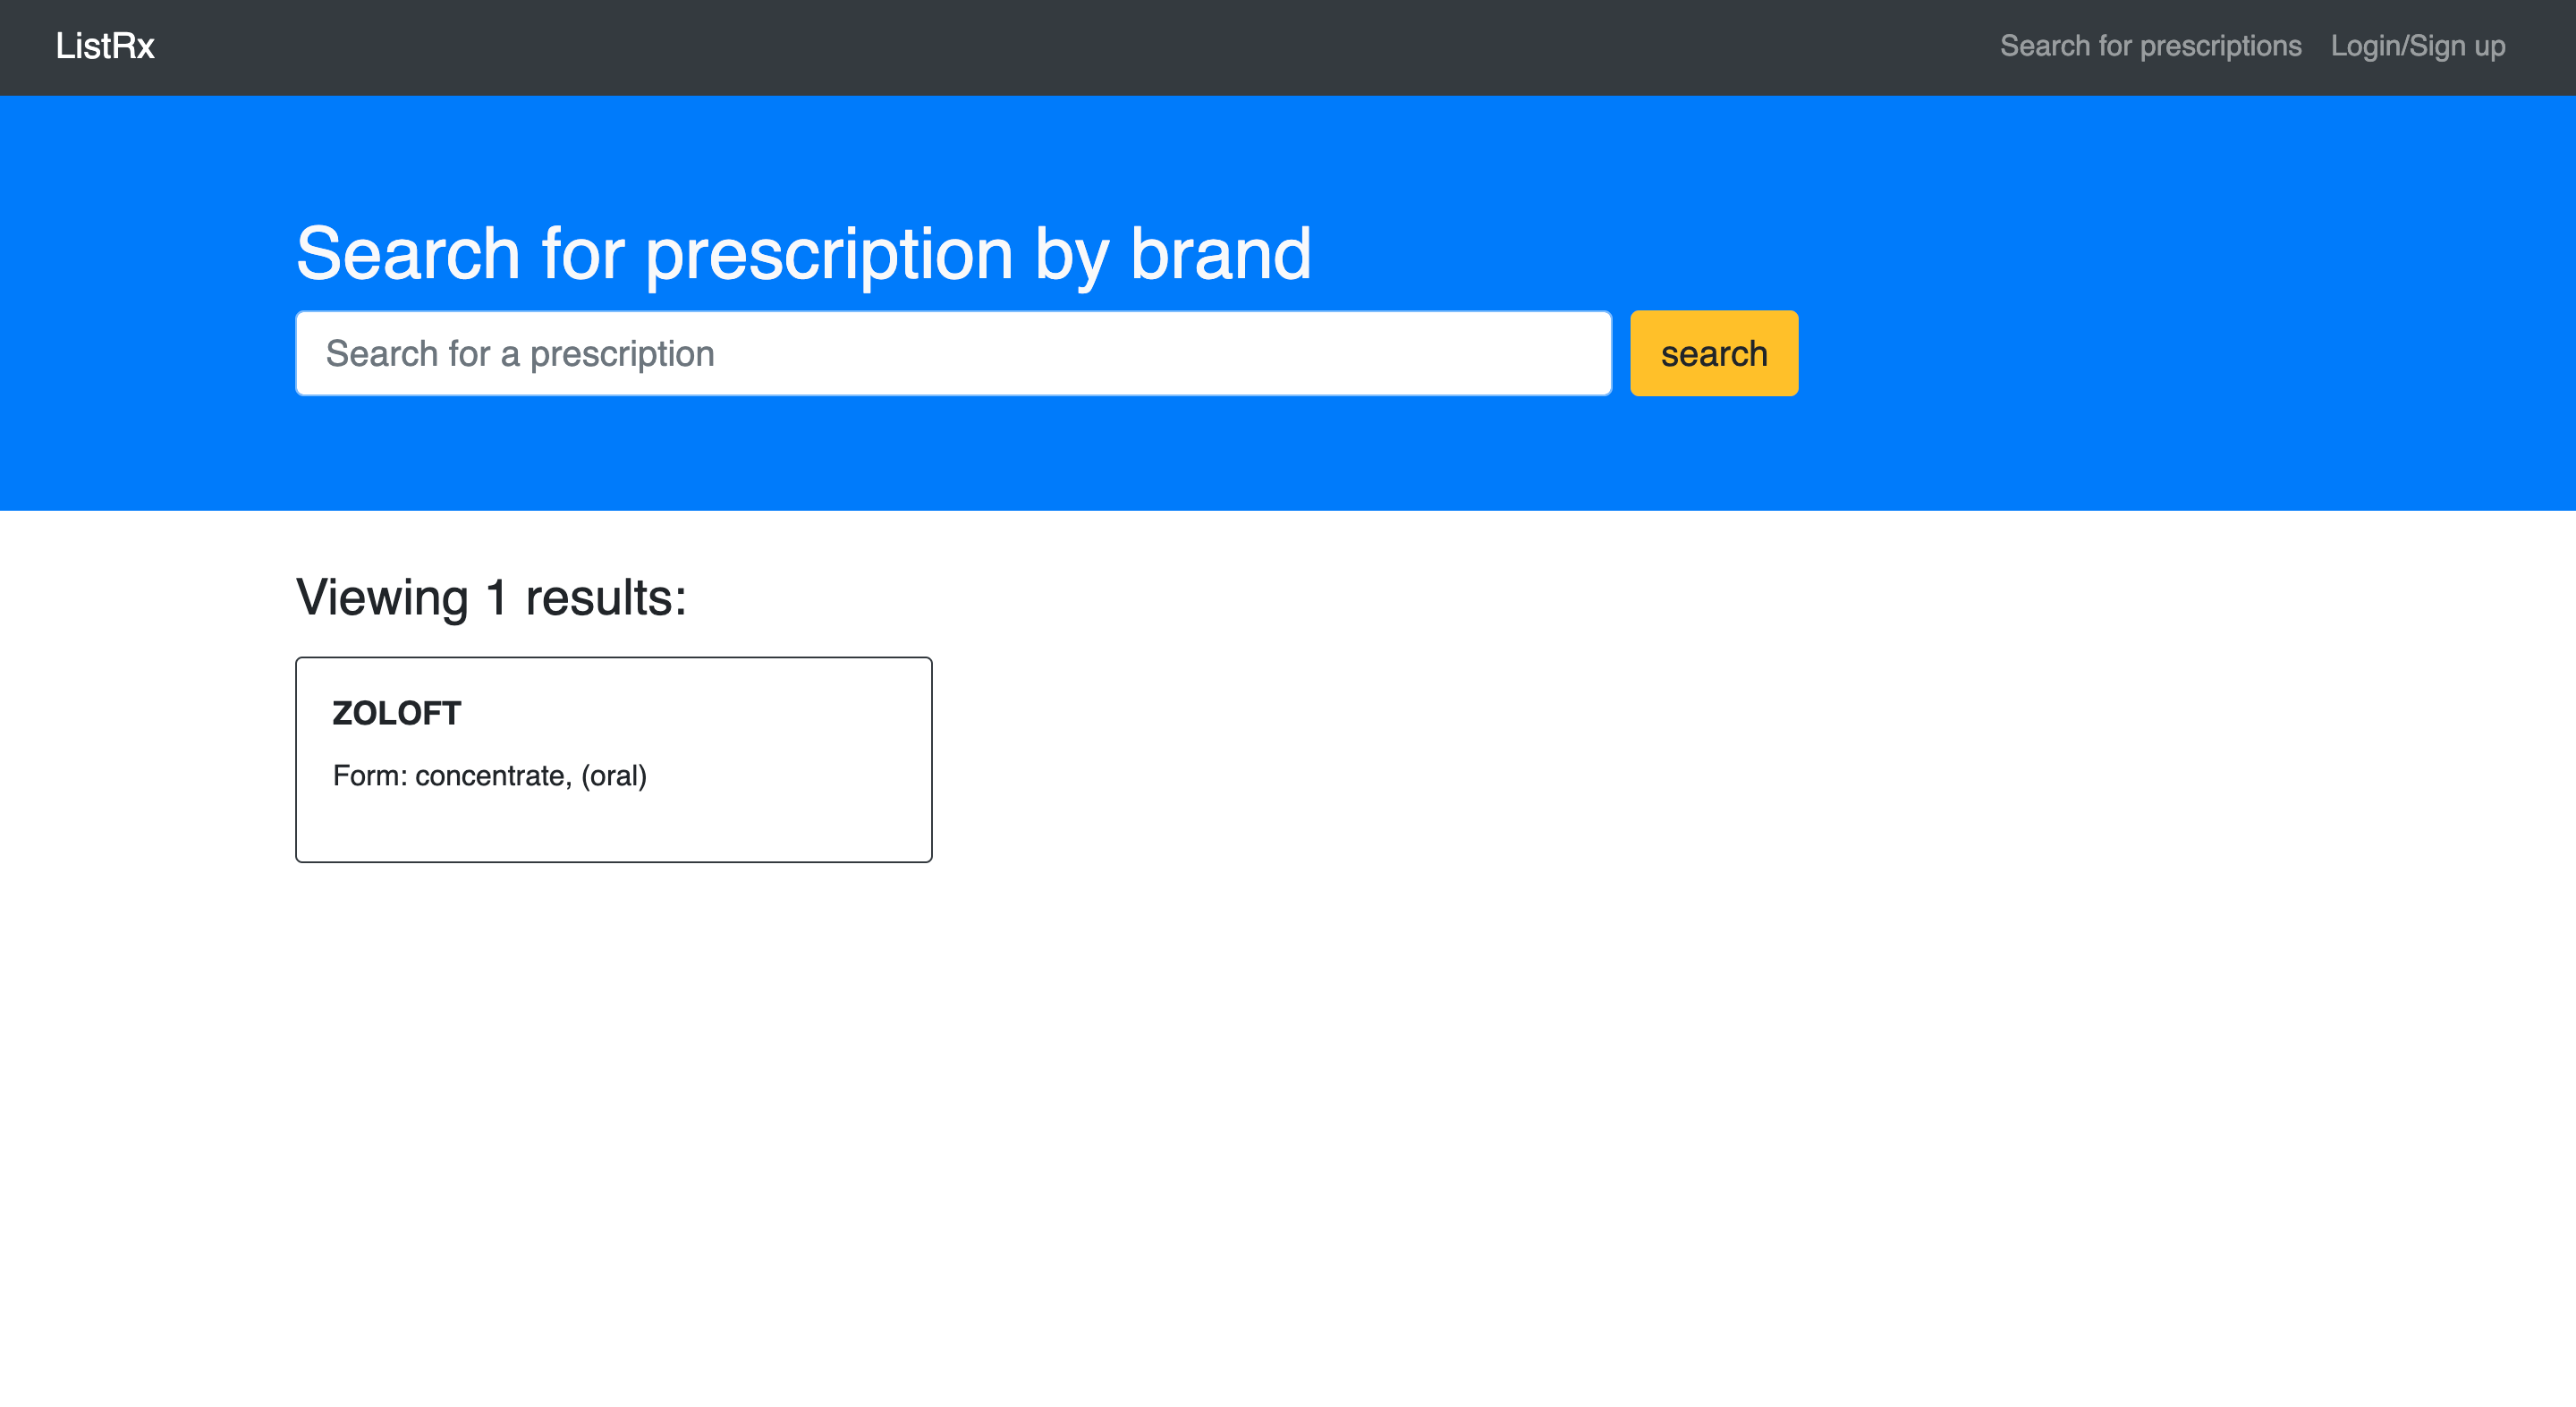 ListRx
Search for prescriptions
Login/Sign up
Search for prescription by brand
Search for a prescription
search
Viewing 1 results:
ZOLOFT
Form: concentrate, (oral)